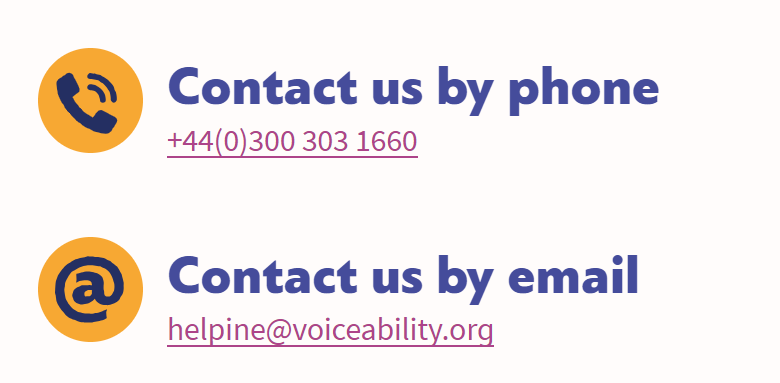 Contact us by phone
+44(0)300 303 1660
Contact us by email
helpine@voiceability.org